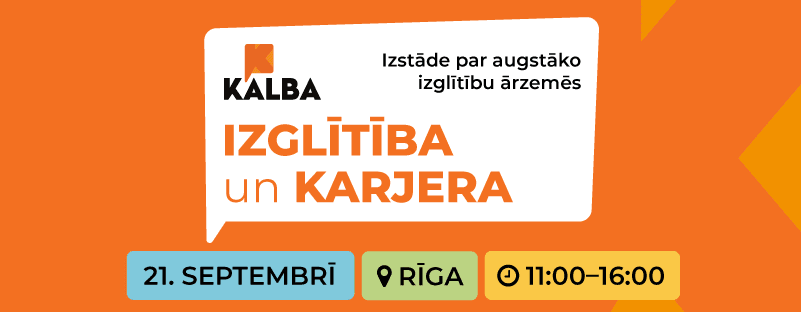 KALBA
Izstāde par augstāko
izglītību ārzemēs
IZGLĪTĪBA
un KARJERA
21. SEPTEMBRĪ
RĪGA
11:00–16:00